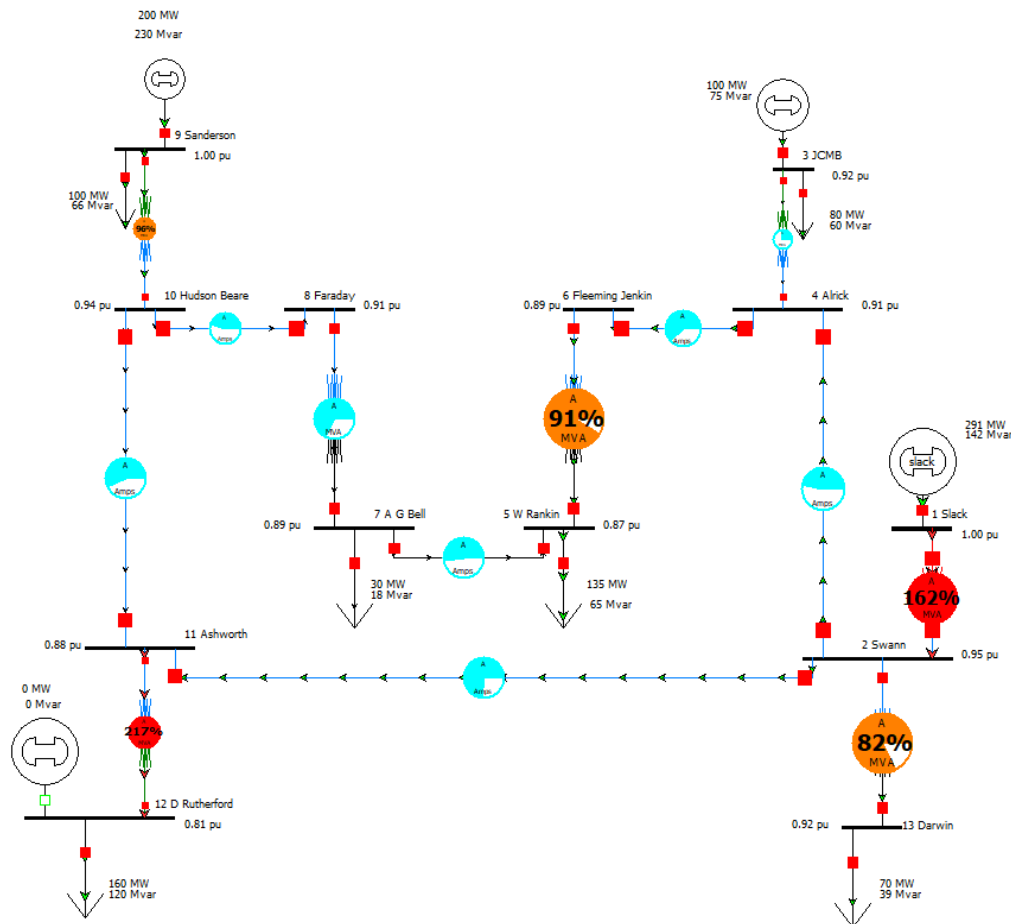 200 MW
230 Mvar
9 Sanderson
1.00 pu
100 MW
66 Mvar
96%
100 MW
75 Mvar
3 JCMB
0.92 pu
80 MW
60 Mvar
10 Hudson Beare
0.94 pu
8 Faraday
0.91 pu
6 Fleeming Jenkin
0.89 pu
4 Alrick
0.91 pu
A
Amps
A
Amps
A
MVA
A
91%
MVA
291 MW
142 Mvar
slack
A
Amps
A
Amps
1 Slack
1.00 pu
7 A G Bell
0.89 pu
5 W Rankin
0.87 pu
A
Amps
30 MW
18 Mvar
135 MW
65 Mvar
A
162%
MVA
11 Ashworth
0.88 pu
2 Swann
0.95 pu
A
Amps
0 MW
0 Mvar
A
217%
MVA
A
82%
MVA
12 D Rutherford
0.81 pu
0.92 pu
13 Darwin
160 MW
120 Mvar
70 MW
39 Mvar